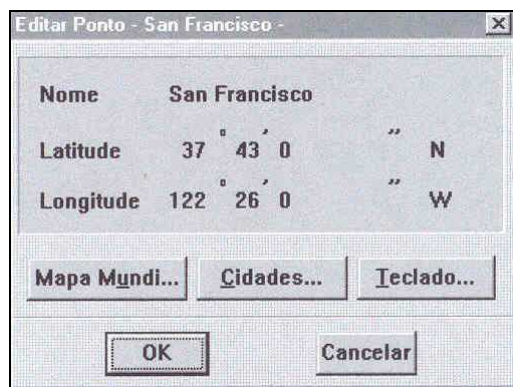 Editar Ponto - San Francisco -
Nome San Francisco
Latitude 37 ° 43 ' 0 " N
Longitude 122 ° 26 ' 0 " W
Mapa Mundi... Cidades... Teclado...
OK Cancelar